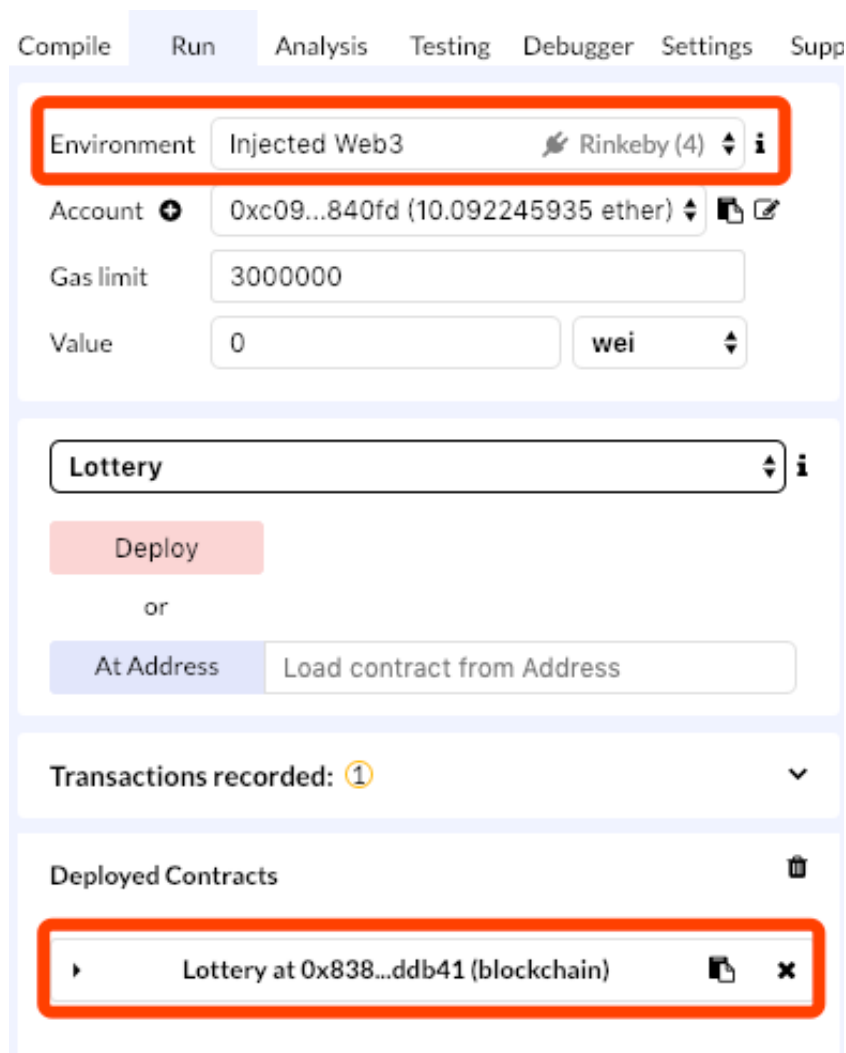 Compile Run Analysis Testing Debugger Settings Supp
Environment Injected Web3 Rinkeby (4)
Account 0xc09...840fd (10.092245935 ether)
Gas limit 3000000
Value 0 wei
Lottery
Deploy
or
At Address Load contract from Address
Transactions recorded: 1
Deployed Contracts
Lottery at 0x838...ddb41 (blockchain)